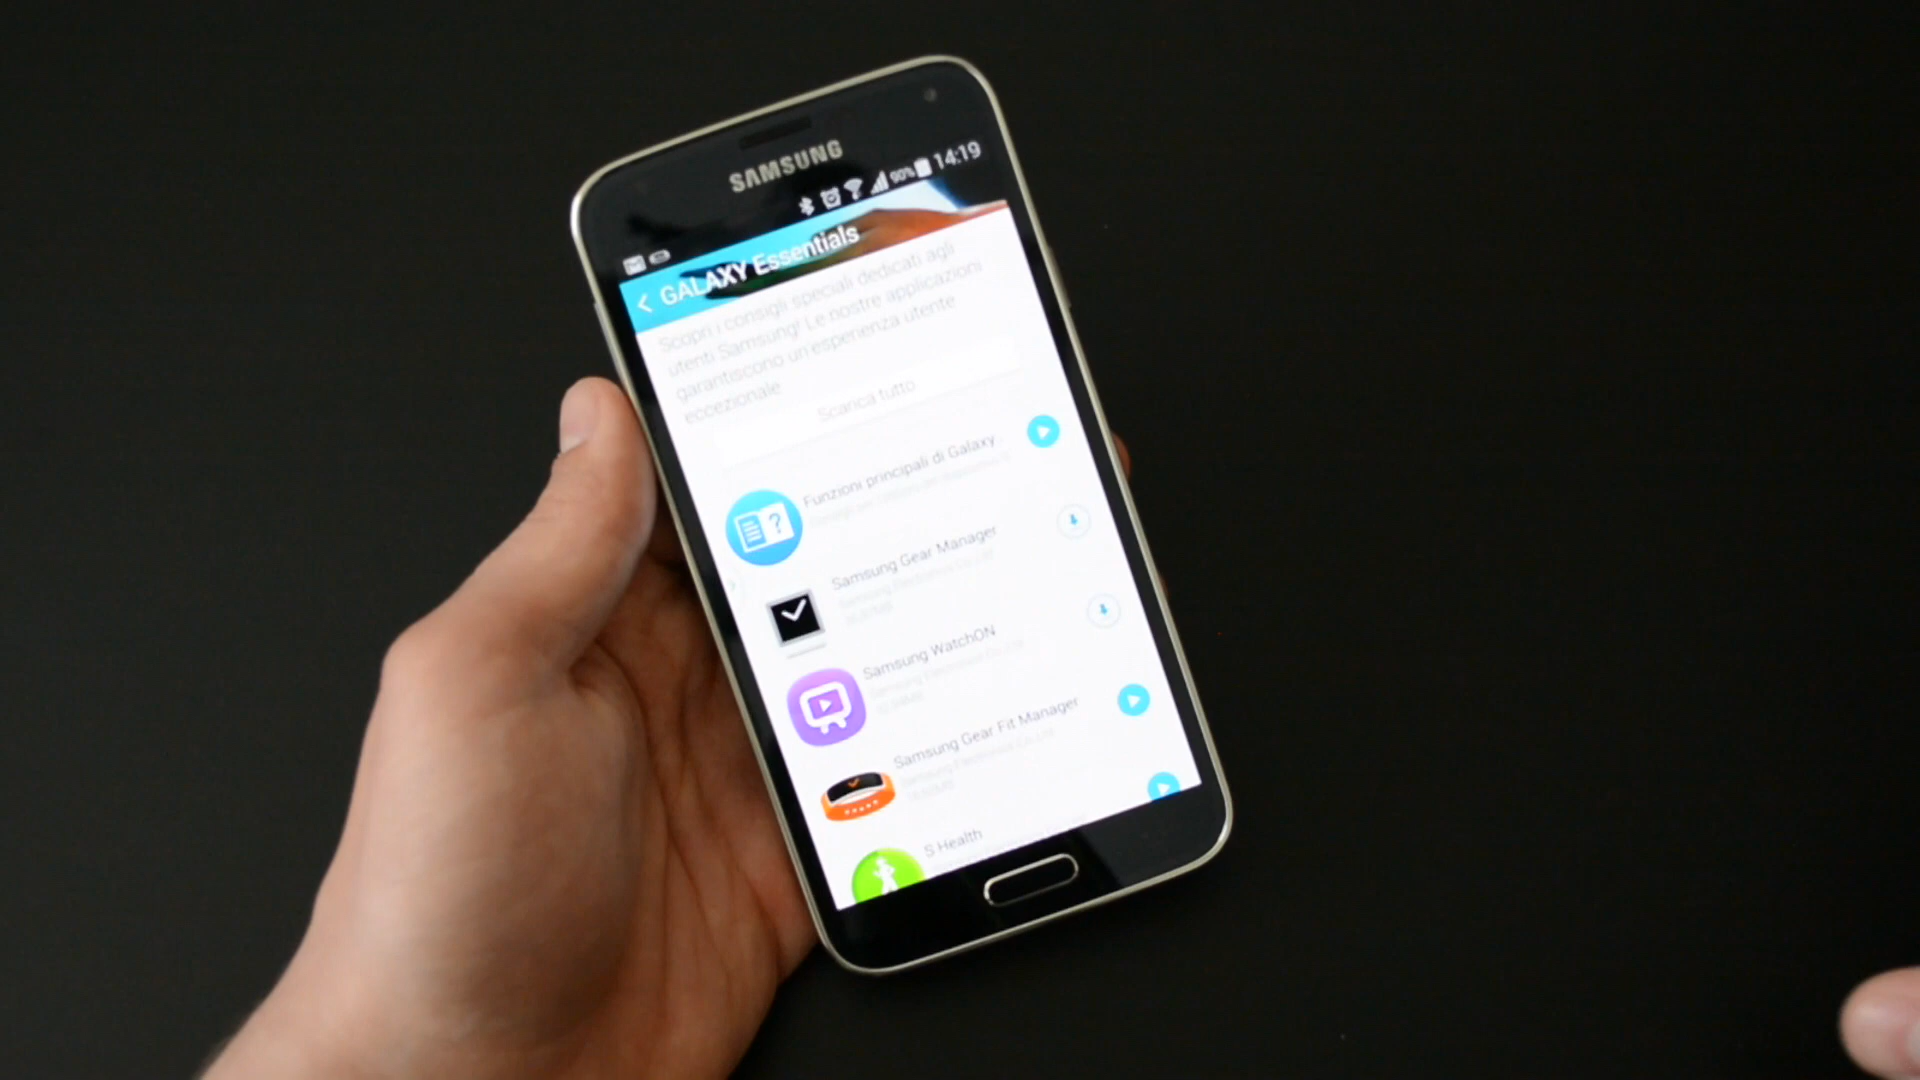 SAMSUNG
90% 14:19
GALAXY Essentials
Scopri i consigli speciali dedicati agli
utenti Samsung! Le nostre applicazioni
garantiscono un'esperienza utente
eccezionale
Scarica tutto
Funzioni principali di Galaxy
Samsung Gear Manager
Samsung WatchON
Samsung Gear Fit Manager
S Health